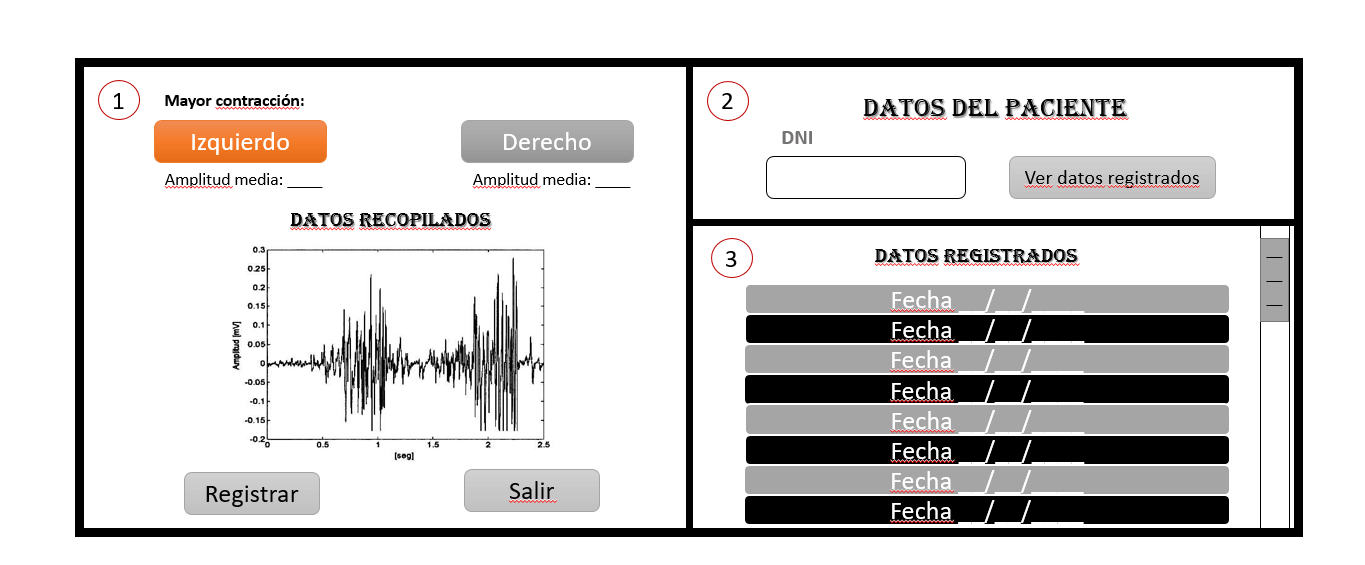 1
Mayor contracción:
Izquierdo
Derecho
Amplitud media: ____
Amplitud media: ____
DATOS RECOPILADOS
0.3
0.25
0.2
0.15
0.1
0.05
0
-0.05
-0.1
-0.15
-0.2
Amplitud [mV]
0 0.5 1 1.5 2 2.5
[seg]
Registrar
Salir
2
DATOS DEL PACIENTE
DNI
Ver datos registrados
3
DATOS REGISTRADOS
Fecha __/__/____
Fecha __/__/____
Fecha __/__/____
Fecha __/__/____
Fecha __/__/____
Fecha __/__/____
Fecha __/__/____
Fecha __/__/____